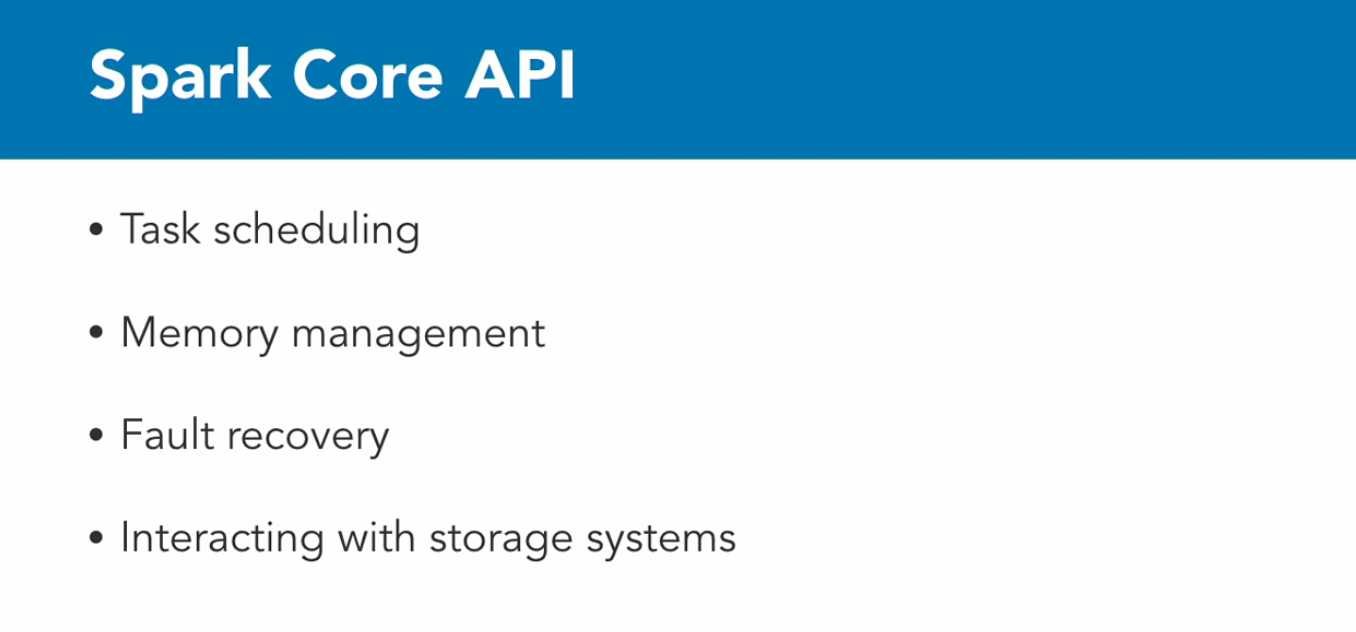 Spark Core API
• Task scheduling
• Memory management
• Fault recovery
• Interacting with storage systems